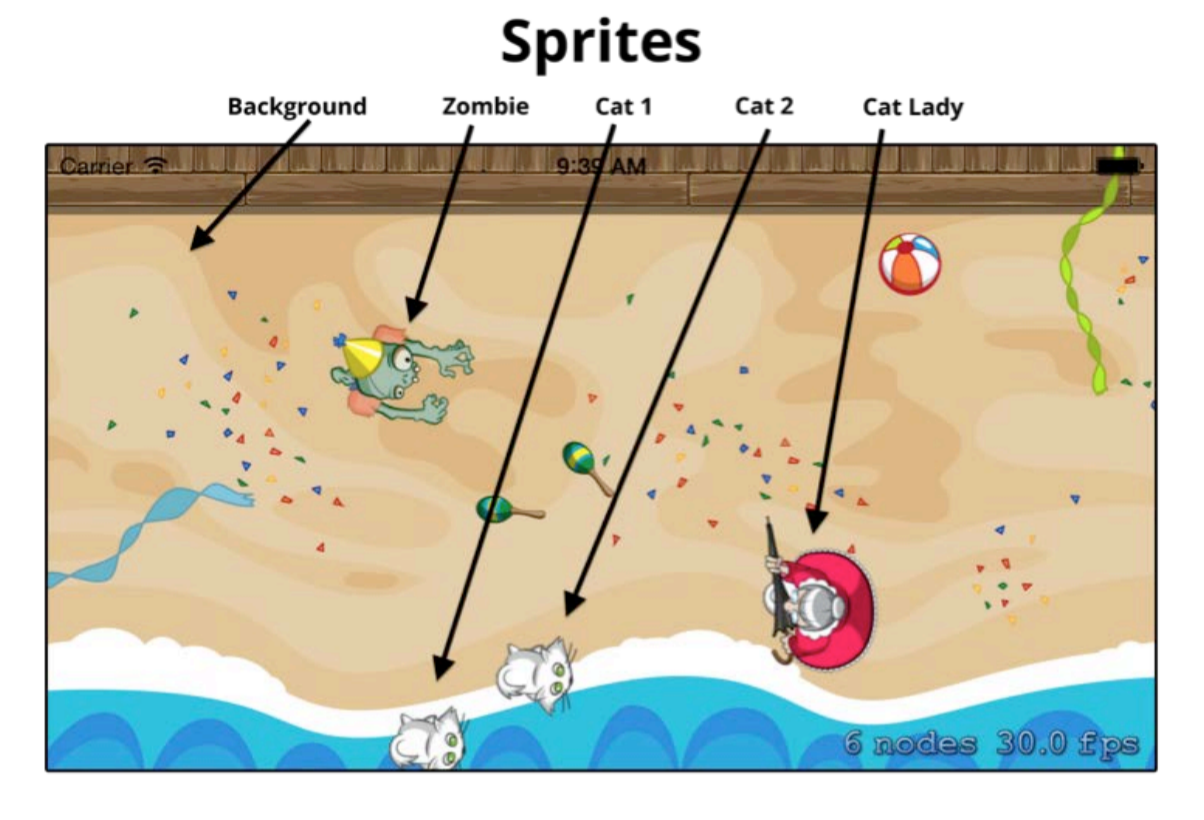 Sprites
Background Zombie Cat 1 Cat 2 Cat Lady
Carrier 9:39 AM
6 nodes 30.0 fps